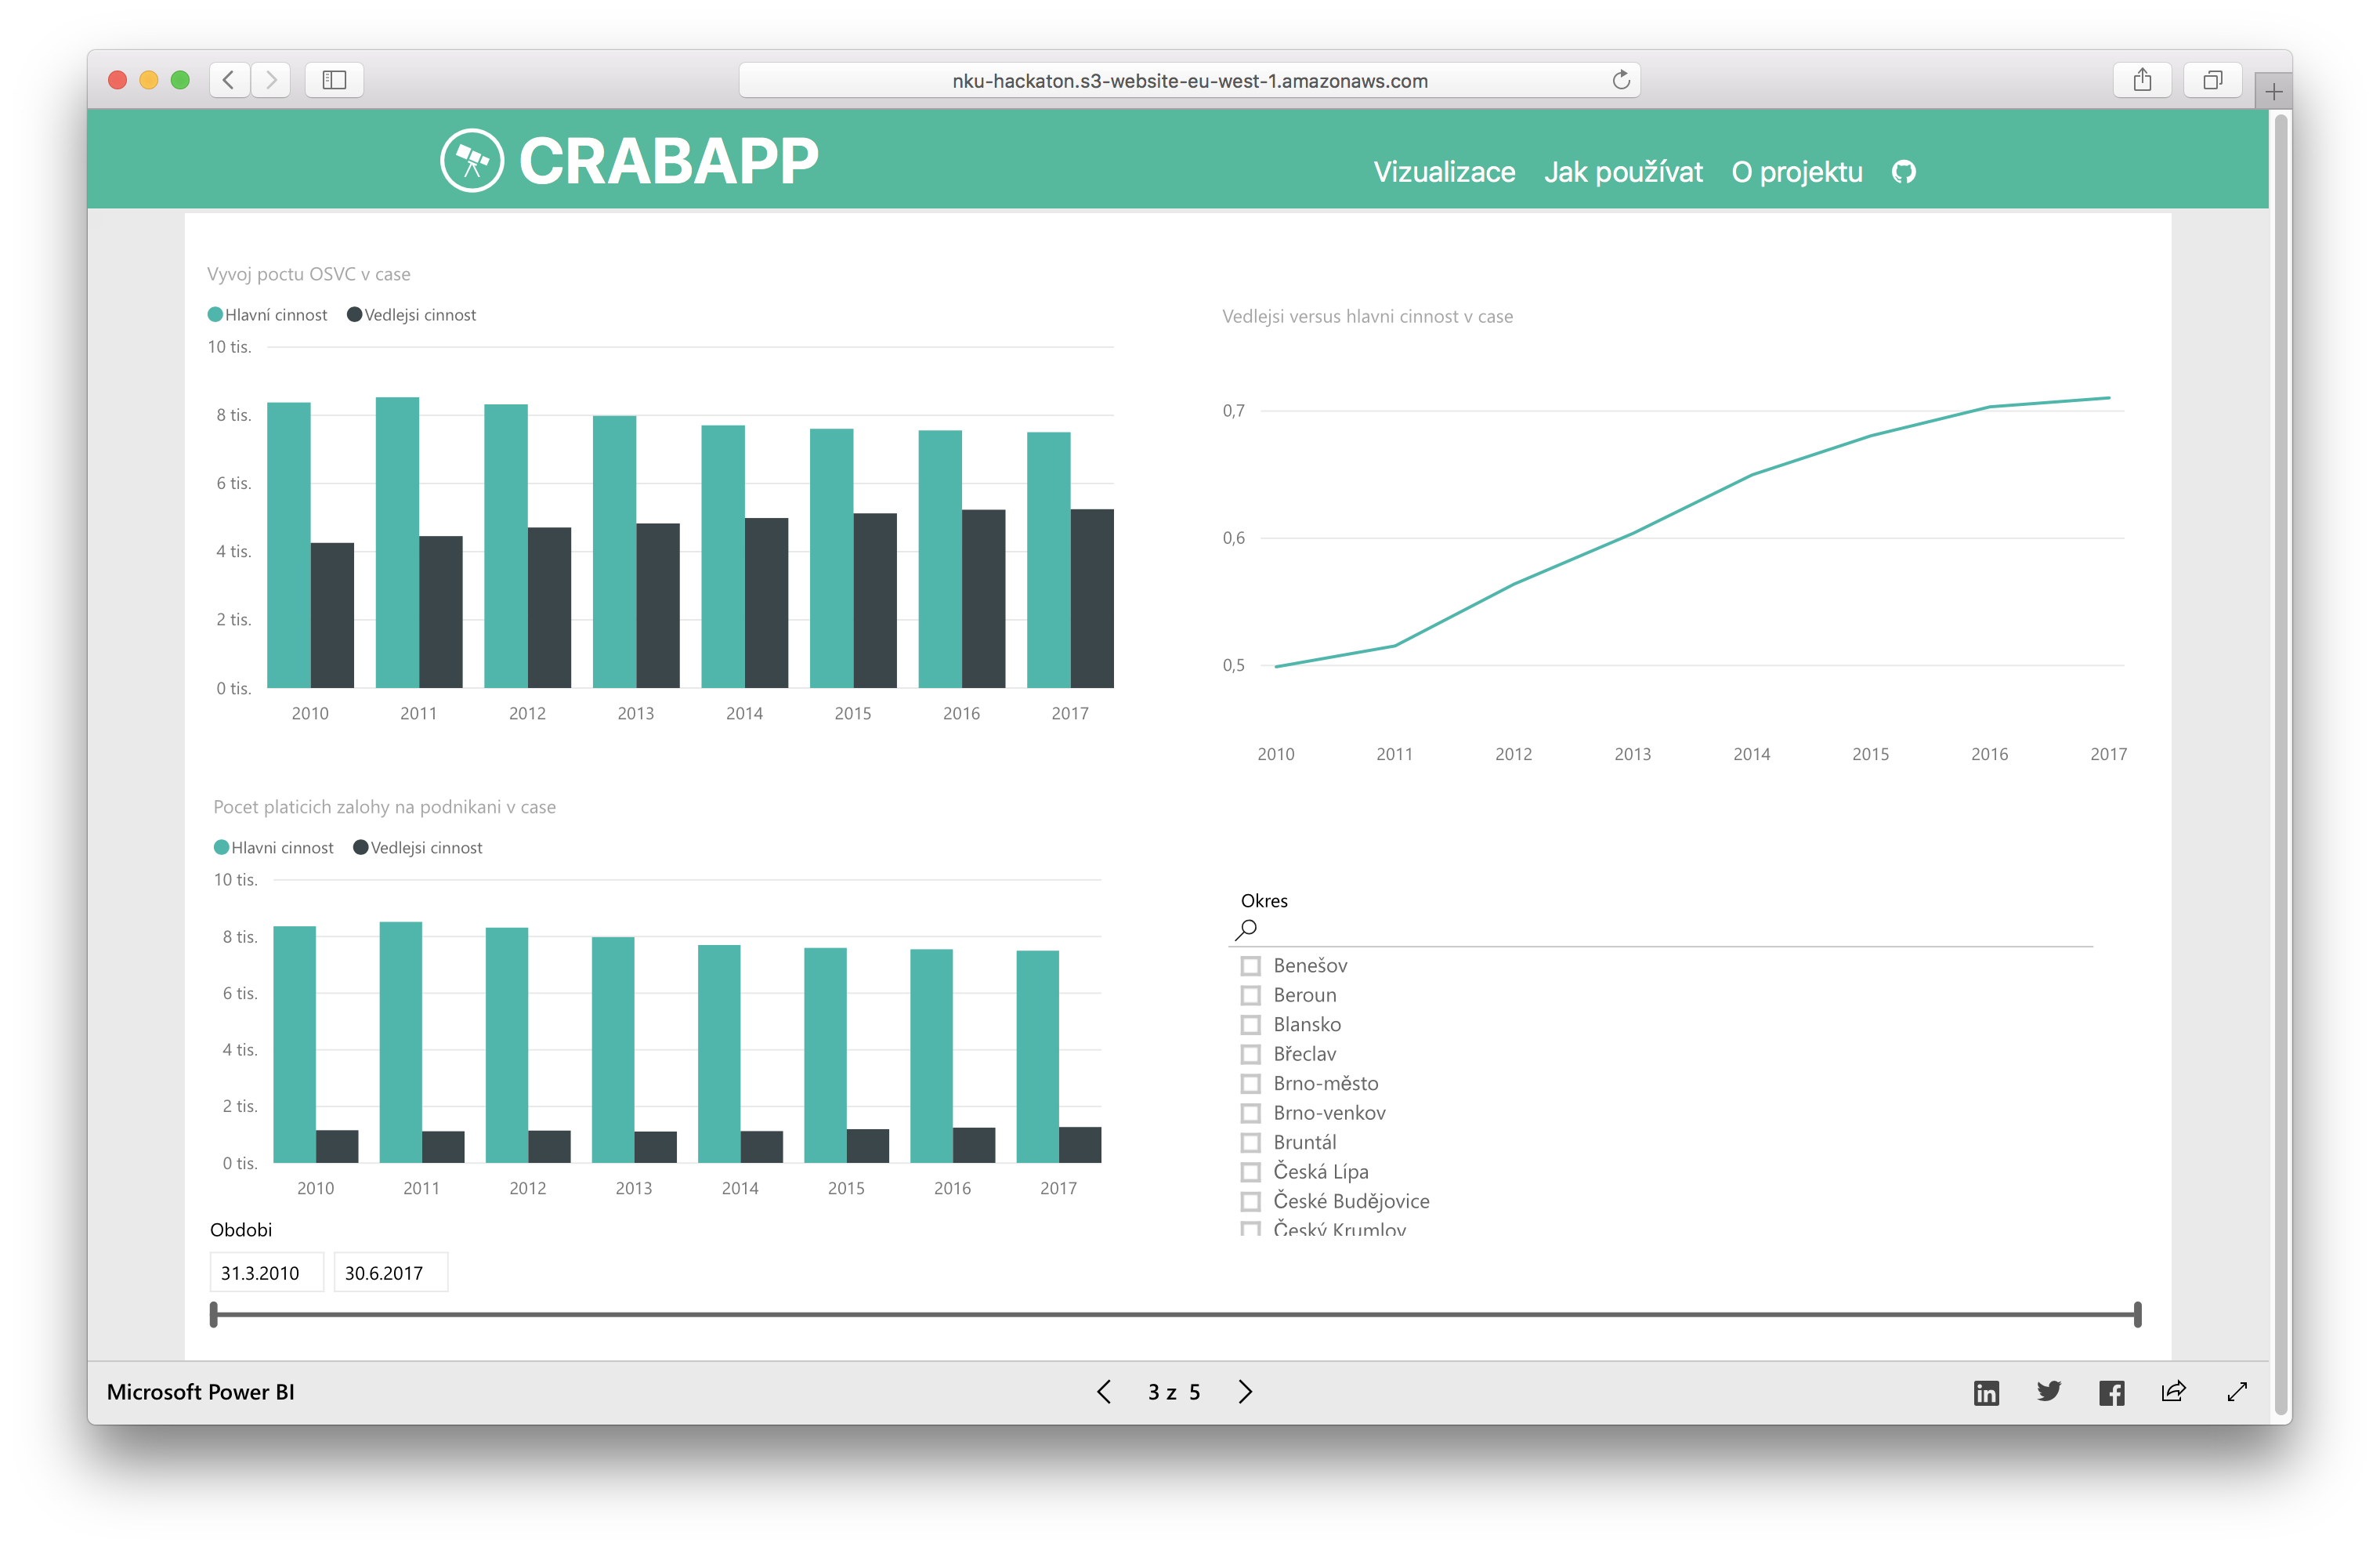 nku-hackaton.s3-website-eu-west-1.amazonaws.com
CRABAPP
Vizualizace Jak používat O projektu
Vyvoj poctu OSVC v case
Hlavní cinnost Vedlejsi cinnost
10 tis.
8 tis.
6 tis.
4 tis.
2 tis.
0 tis.
2010 2011 2012 2013 2014 2015 2016 2017
Vedlejsi versus hlavni cinnost v case
0,7
0,6
0,5
2010 2011 2012 2013 2014 2015 2016 2017
Pocet platicich zalohy na podnikani v case
Hlavni cinnost Vedlejsi cinnost
10 tis.
8 tis.
6 tis.
4 tis.
2 tis.
0 tis.
2010 2011 2012 2013 2014 2015 2016 2017
Okres
Benešov
Beroun
Blansko
Břeclav
Brno-město
Brno-venkov
Bruntál
Česká Lípa
České Budějovice
Český Krumlov
Obdobi
31.3.2010 30.6.2017
Microsoft Power BI
3 z 5